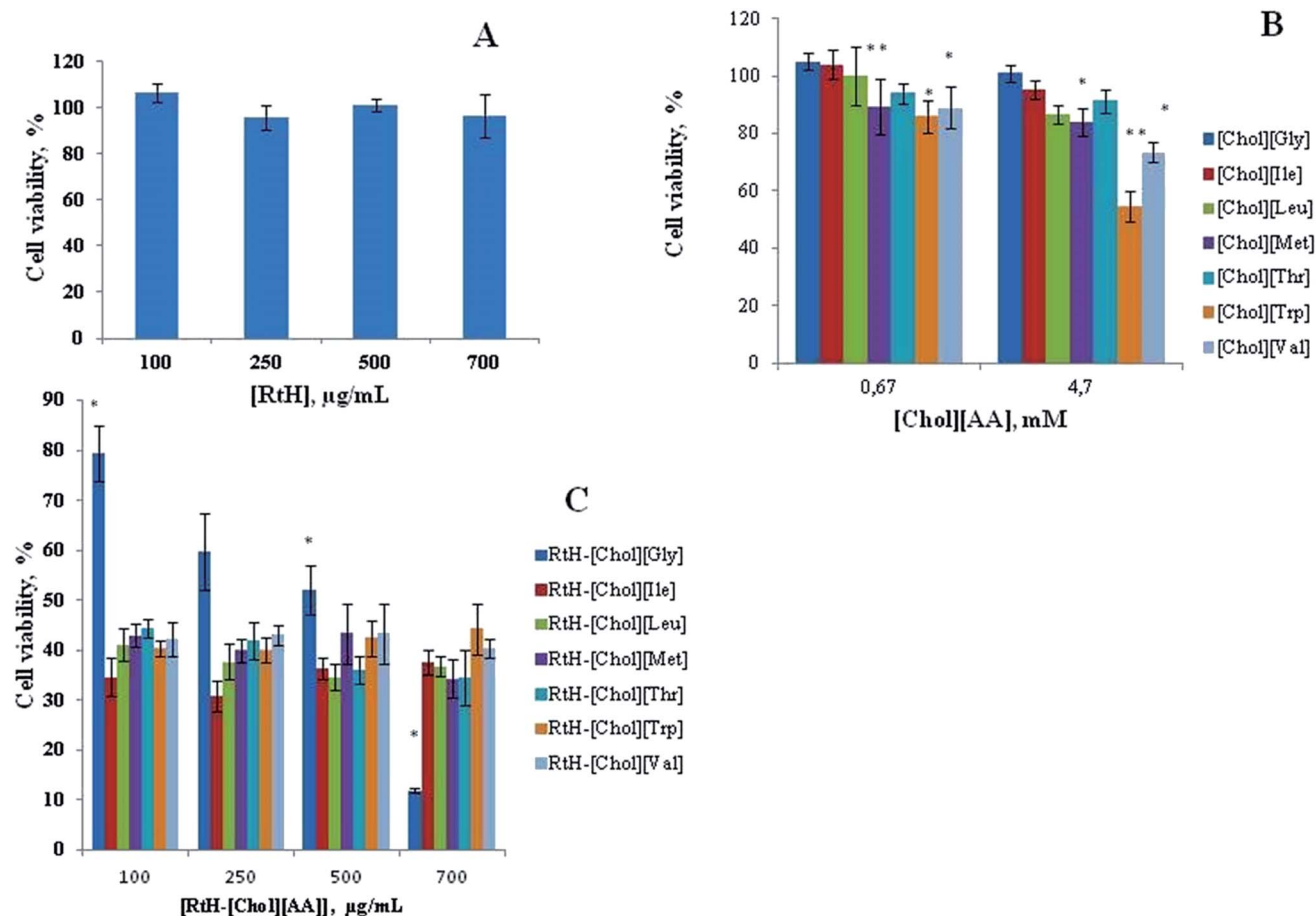 A
120
100
80
60
40
20
0
Cell viability, %
100 250 500 700
[RtH], µg/mL
*
B
120
100
80
60
40
20
0
Cell viability, %
* * * * * * * *
0,67 4,7
[Chol][AA], mM
[Chol][Gly]
[Chol][Ile]
[Chol][Leu]
[Chol][Met]
[Chol][Thr]
[Chol][Trp]
[Chol][Val]
C
90
80
70
60
50
40
30
20
10
0
Cell viability, %
* *
*
100 250 500 700
[RtH-[Chol][AA]], µg/mL
RtH-[Chol][Gly]
RtH-[Chol][Ile]
RtH-[Chol][Leu]
RtH-[Chol][Met]
RtH-[Chol][Thr]
RtH-[Chol][Trp]
RtH-[Chol][Val]